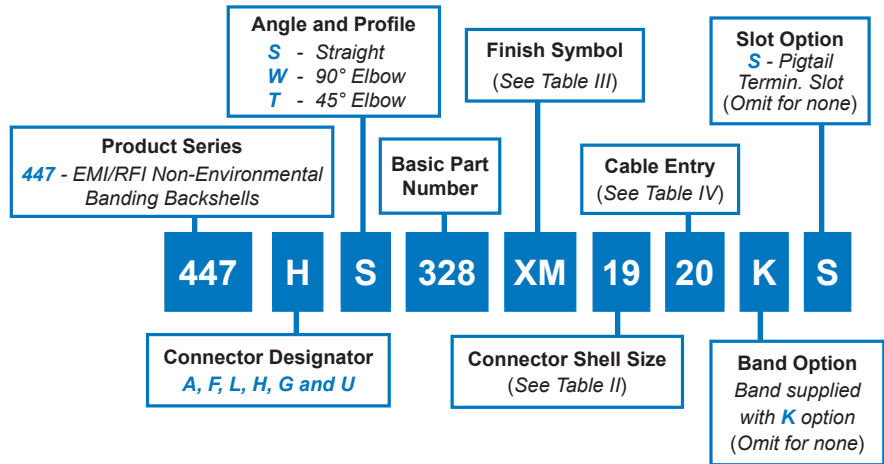 Angle and Profile
S - Straight
W - 90° Elbow
T - 45° Elbow
Finish Symbol
(See Table III)
Slot Option
S - Pigtail
Termin. Slot
(Omit for none)
Product Series
447 - EMI/RFI Non-Environmental
Banding Backshells
Basic Part
Number
Cable Entry
(See Table IV)
447 H S 328 XM 19 20 K S
Connector Designator
A, F, L, H, G and U
Connector Shell Size
(See Table II)
Band Option
Band supplied
with K option
(Omit for none)